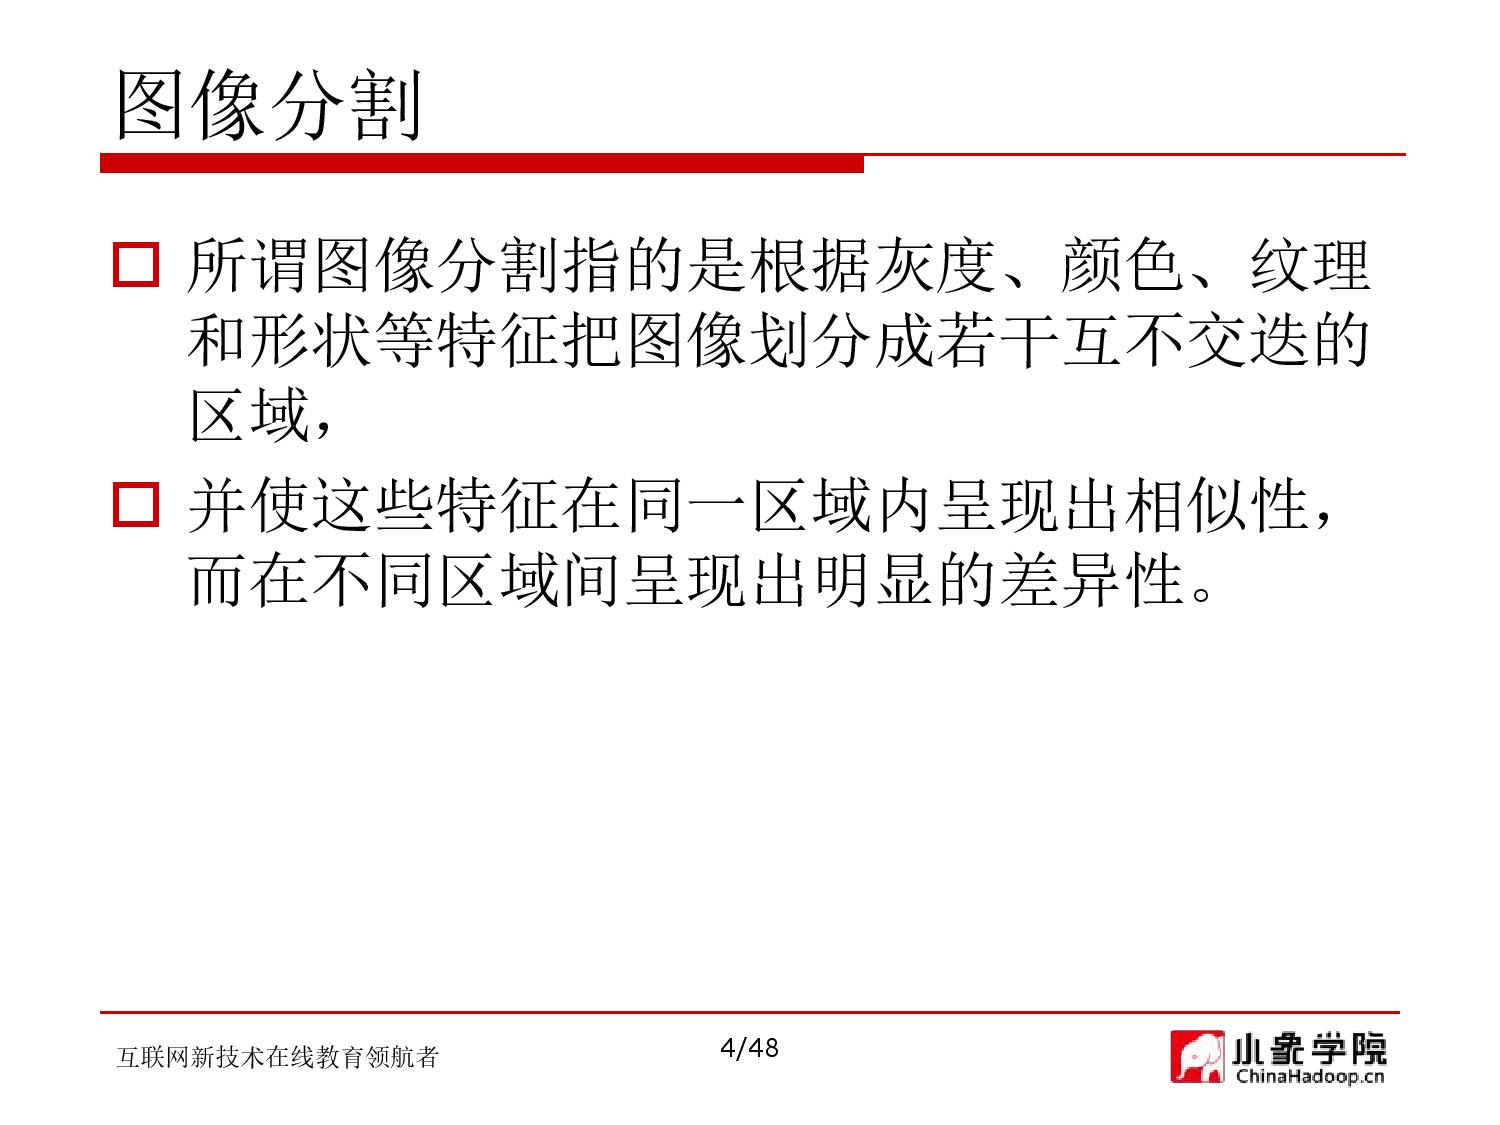 图像分割
所谓图像分割指的是根据灰度、颜色、纹理
和形状等特征把图像划分成若干互不交迭的
区域，
并使这些特征在同一区域内呈现出相似性，
而在不同区域间呈现出明显的差异性。
互联网新技术在线教育领航者
4/48
小象学院
ChinaHadoop.cn